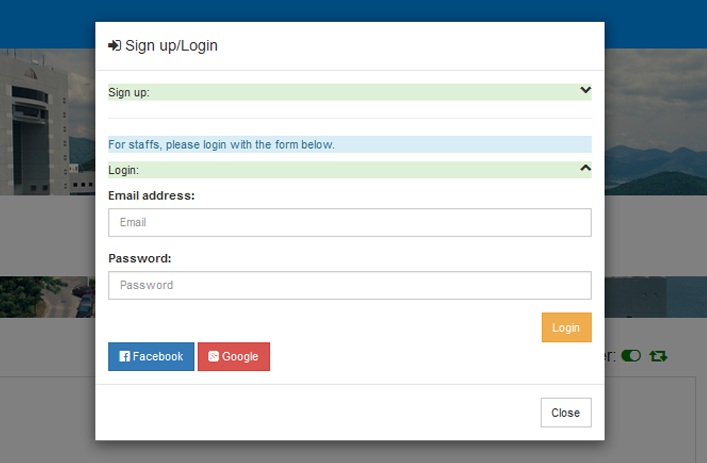 Sign up/Login
Sign up:
For staffs, please login with the form below.
Login:
Email address:
Email
Password:
Password
Login
Facebook Google
Close